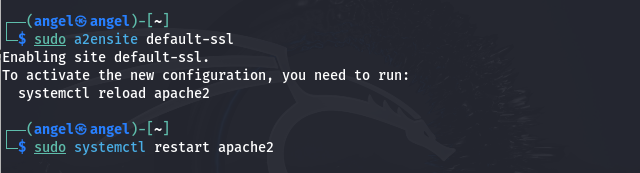 ┌──(angel㉿angel)-[~]
└─$ sudo a2ensite default-ssl
Enabling site default-ssl.
To activate the new configuration, you need to run:
  systemctl reload apache2
┌──(angel㉿angel)-[~]
└─$ sudo systemctl restart apache2